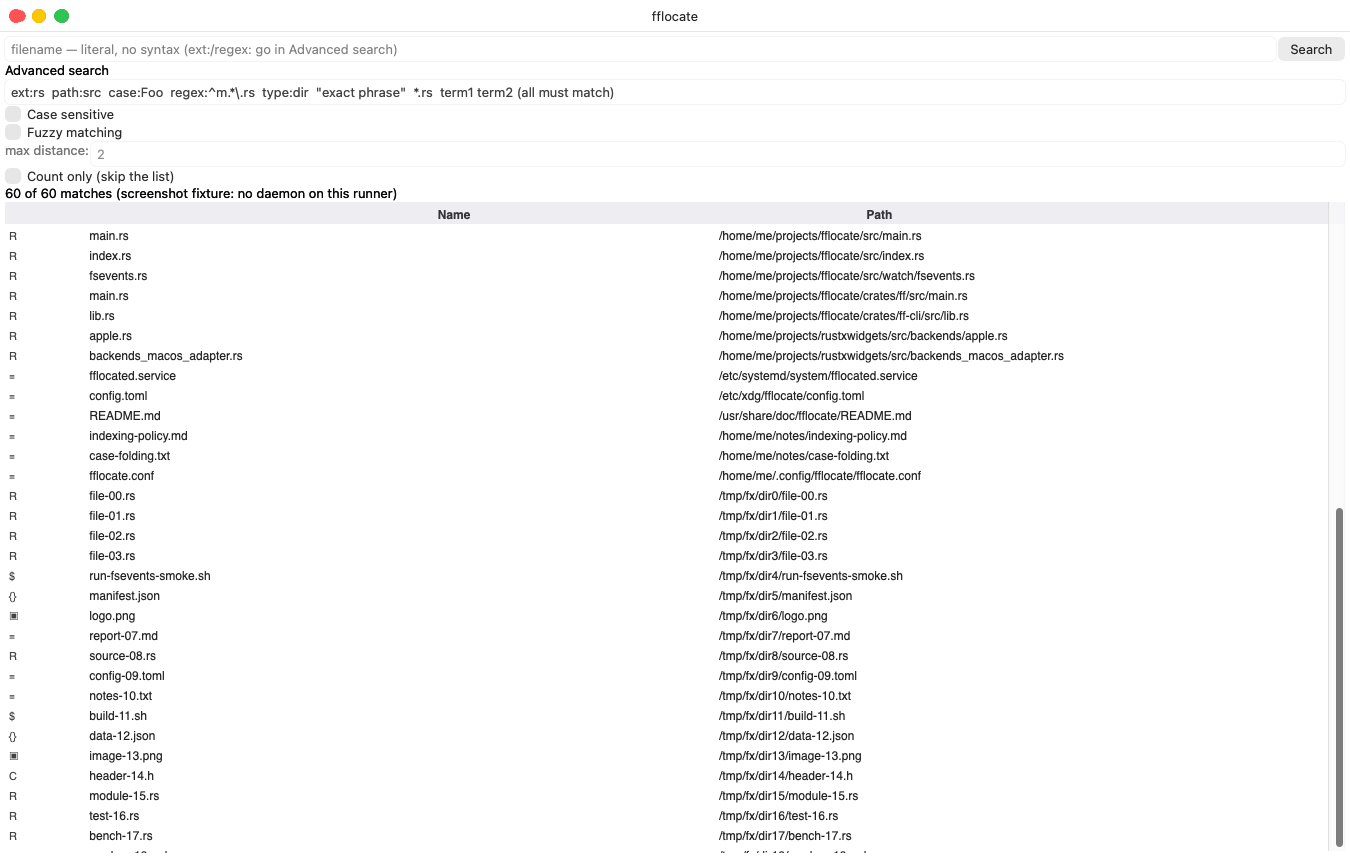 fflocate
filename — literal, no syntax (ext:/regex: go in Advanced search) Search
Advanced search
ext:rs path:src case:Foo regex:^m.*\.rs type:dir "exact phrase" *.rs term1 term2 (all must match)
Case sensitive
Fuzzy matching
max distance: 2
Count only (skip the list)
60 of 60 matches (screenshot fixture: no daemon on this runner)
Name Path
R main.rs /home/me/projects/fflocate/src/main.rs
R index.rs /home/me/projects/fflocate/src/index.rs
R fsevents.rs /home/me/projects/fflocate/src/watch/fsevents.rs
R main.rs /home/me/projects/fflocate/crates/ff/src/main.rs
R lib.rs /home/me/projects/fflocate/crates/ff-cli/src/lib.rs
R apple.rs /home/me/projects/rustxwidgets/src/backends/apple.rs
R backends_macos_adapter.rs /home/me/projects/rustxwidgets/src/backends_macos_adapter.rs
≡ fflocated.service /etc/systemd/system/fflocated.service
≡ config.toml /etc/xdg/fflocate/config.toml
≡ README.md /usr/share/doc/fflocate/README.md
≡ indexing-policy.md /home/me/notes/indexing-policy.md
≡ case-folding.txt /home/me/notes/case-folding.txt
≡ fflocate.conf /home/me/.config/fflocate/fflocate.conf
R file-00.rs /tmp/fx/dir0/file-00.rs
R file-01.rs /tmp/fx/dir1/file-01.rs
R file-02.rs /tmp/fx/dir2/file-02.rs
R file-03.rs /tmp/fx/dir3/file-03.rs
$ run-fsevents-smoke.sh /tmp/fx/dir4/run-fsevents-smoke.sh
{} manifest.json /tmp/fx/dir5/manifest.json
▣ logo.png /tmp/fx/dir6/logo.png
≡ report-07.md /tmp/fx/dir7/report-07.md
R source-08.rs /tmp/fx/dir8/source-08.rs
≡ config-09.toml /tmp/fx/dir9/config-09.toml
≡ notes-10.txt /tmp/fx/dir10/notes-10.txt
$ build-11.sh /tmp/fx/dir11/build-11.sh
{} data-12.json /tmp/fx/dir12/data-12.json
▣ image-13.png /tmp/fx/dir13/image-13.png
C header-14.h /tmp/fx/dir14/header-14.h
R module-15.rs /tmp/fx/dir15/module-15.rs
R test-16.rs /tmp/fx/dir16/test-16.rs
R bench-17.rs /tmp/fx/dir17/bench-17.rs